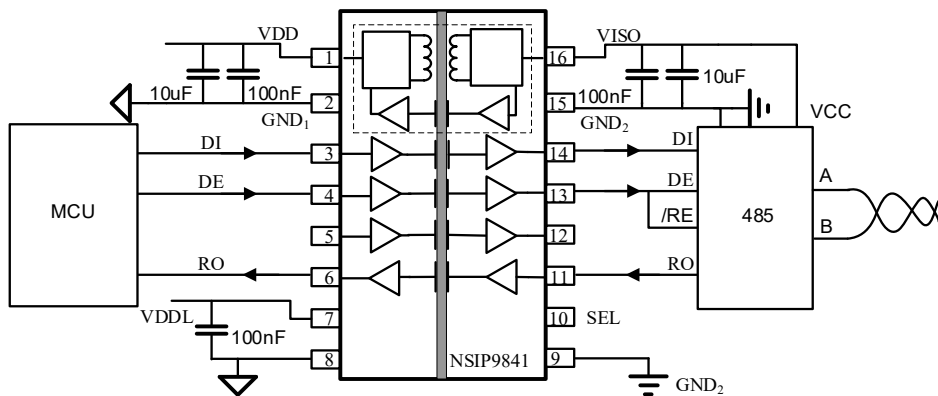 VDD
VISO
1
16
10uF
100nF
100nF
10uF
2
15
GND1
GND2
VCC
MCU
DI
3
14
DI
DE
4
13
DE
A
/RE
485
B
5
12
RO
6
11
RO
VDDL
7
10
SEL
100nF
8
NSIP9841
9
GND2